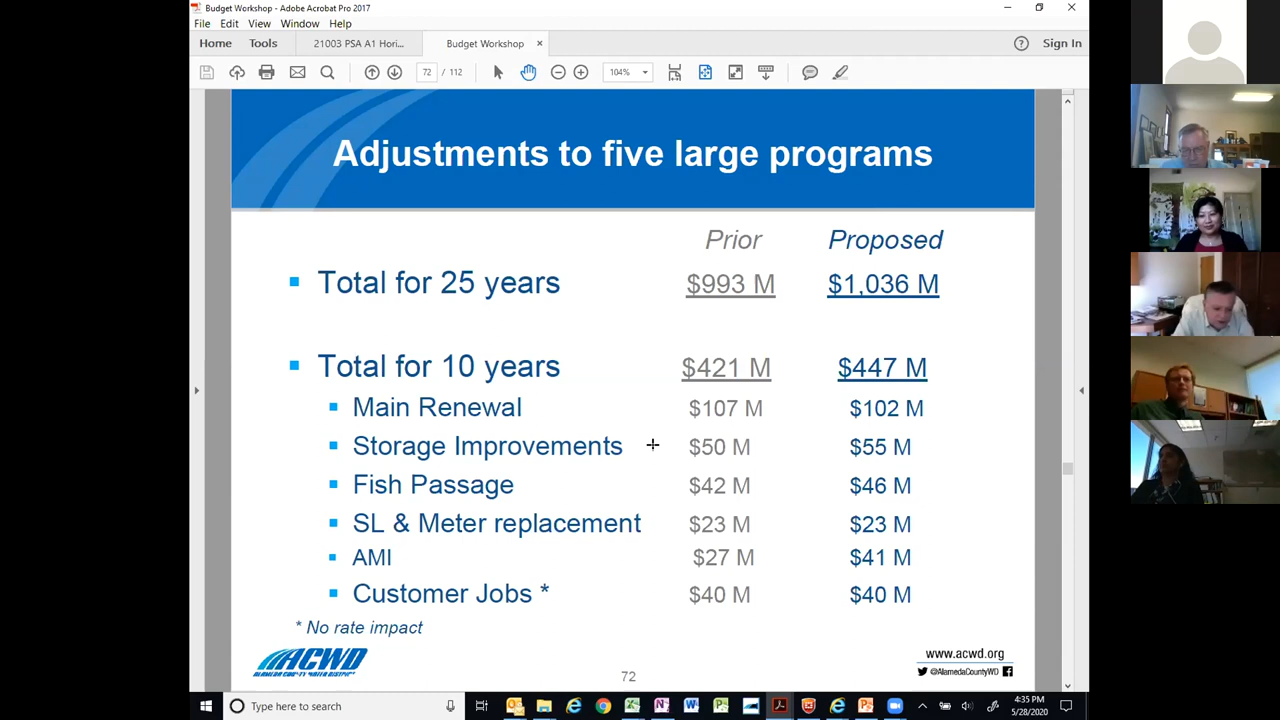 Budget Workshop - Adobe Acrobat Pro 2017
File Edit View Window Help
Home Tools 21003 PSA A1 Hori... Budget Workshop × Sign In
72 / 112 104%
Adjustments to five large programs
Prior Proposed
Total for 25 years $993 M $1,036 M
Total for 10 years $421 M $447 M
Main Renewal $107 M $102 M
Storage Improvements $50 M $55 M
Fish Passage $42 M $46 M
SL & Meter replacement $23 M $23 M
AMI $27 M $41 M
Customer Jobs * $40 M $40 M
* No rate impact
ACWD
ALAMEDA COUNTY WATER DISTRICT
www.acwd.org
@AlamedaCountyWD
72
Type here to search
4:35 PM
5/28/2020